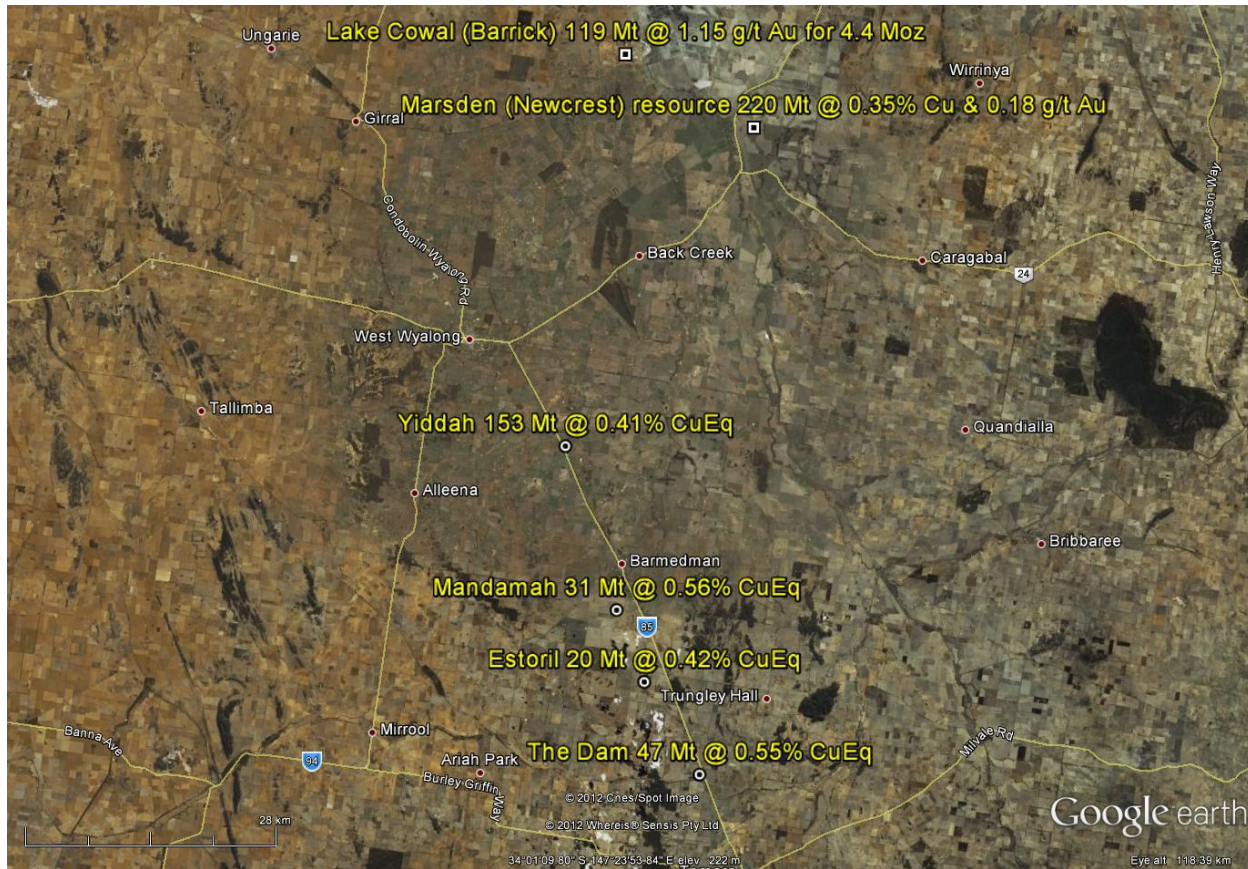 Lake Cowal (Barrick) 119 Mt @ 1.15 g/t Au for 4.4 Moz
Ungarie
Wirrinya
Marsden (Newcrest) resource 220 Mt @ 0.35% Cu & 0.18 g/t Au
Girral
Condobolin-Wyalong Rd
Henry Lawson Way
Back Creek
Caragabal
24
West Wyalong
Tallimba
Yiddah 153 Mt @ 0.41% CuEq
Quandialla
Alleena
Bribbaree
Barmedman
Mandamah 31 Mt @ 0.56% CuEq
85
Estoril 20 Mt @ 0.42% CuEq
Trungley Hall
Mirrool
Banna Ave
Milvale Rd
The Dam 47 Mt @ 0.55% CuEq
94
Ariah Park
Burley Griffin Way
© 2012 Cnes/Spot Image
28 km
© 2012 Whereis® Sensis Pty Ltd
Google earth
34°01'09.80" S 147°23'53.84" E elev 222 m
Eye alt 118.39 km